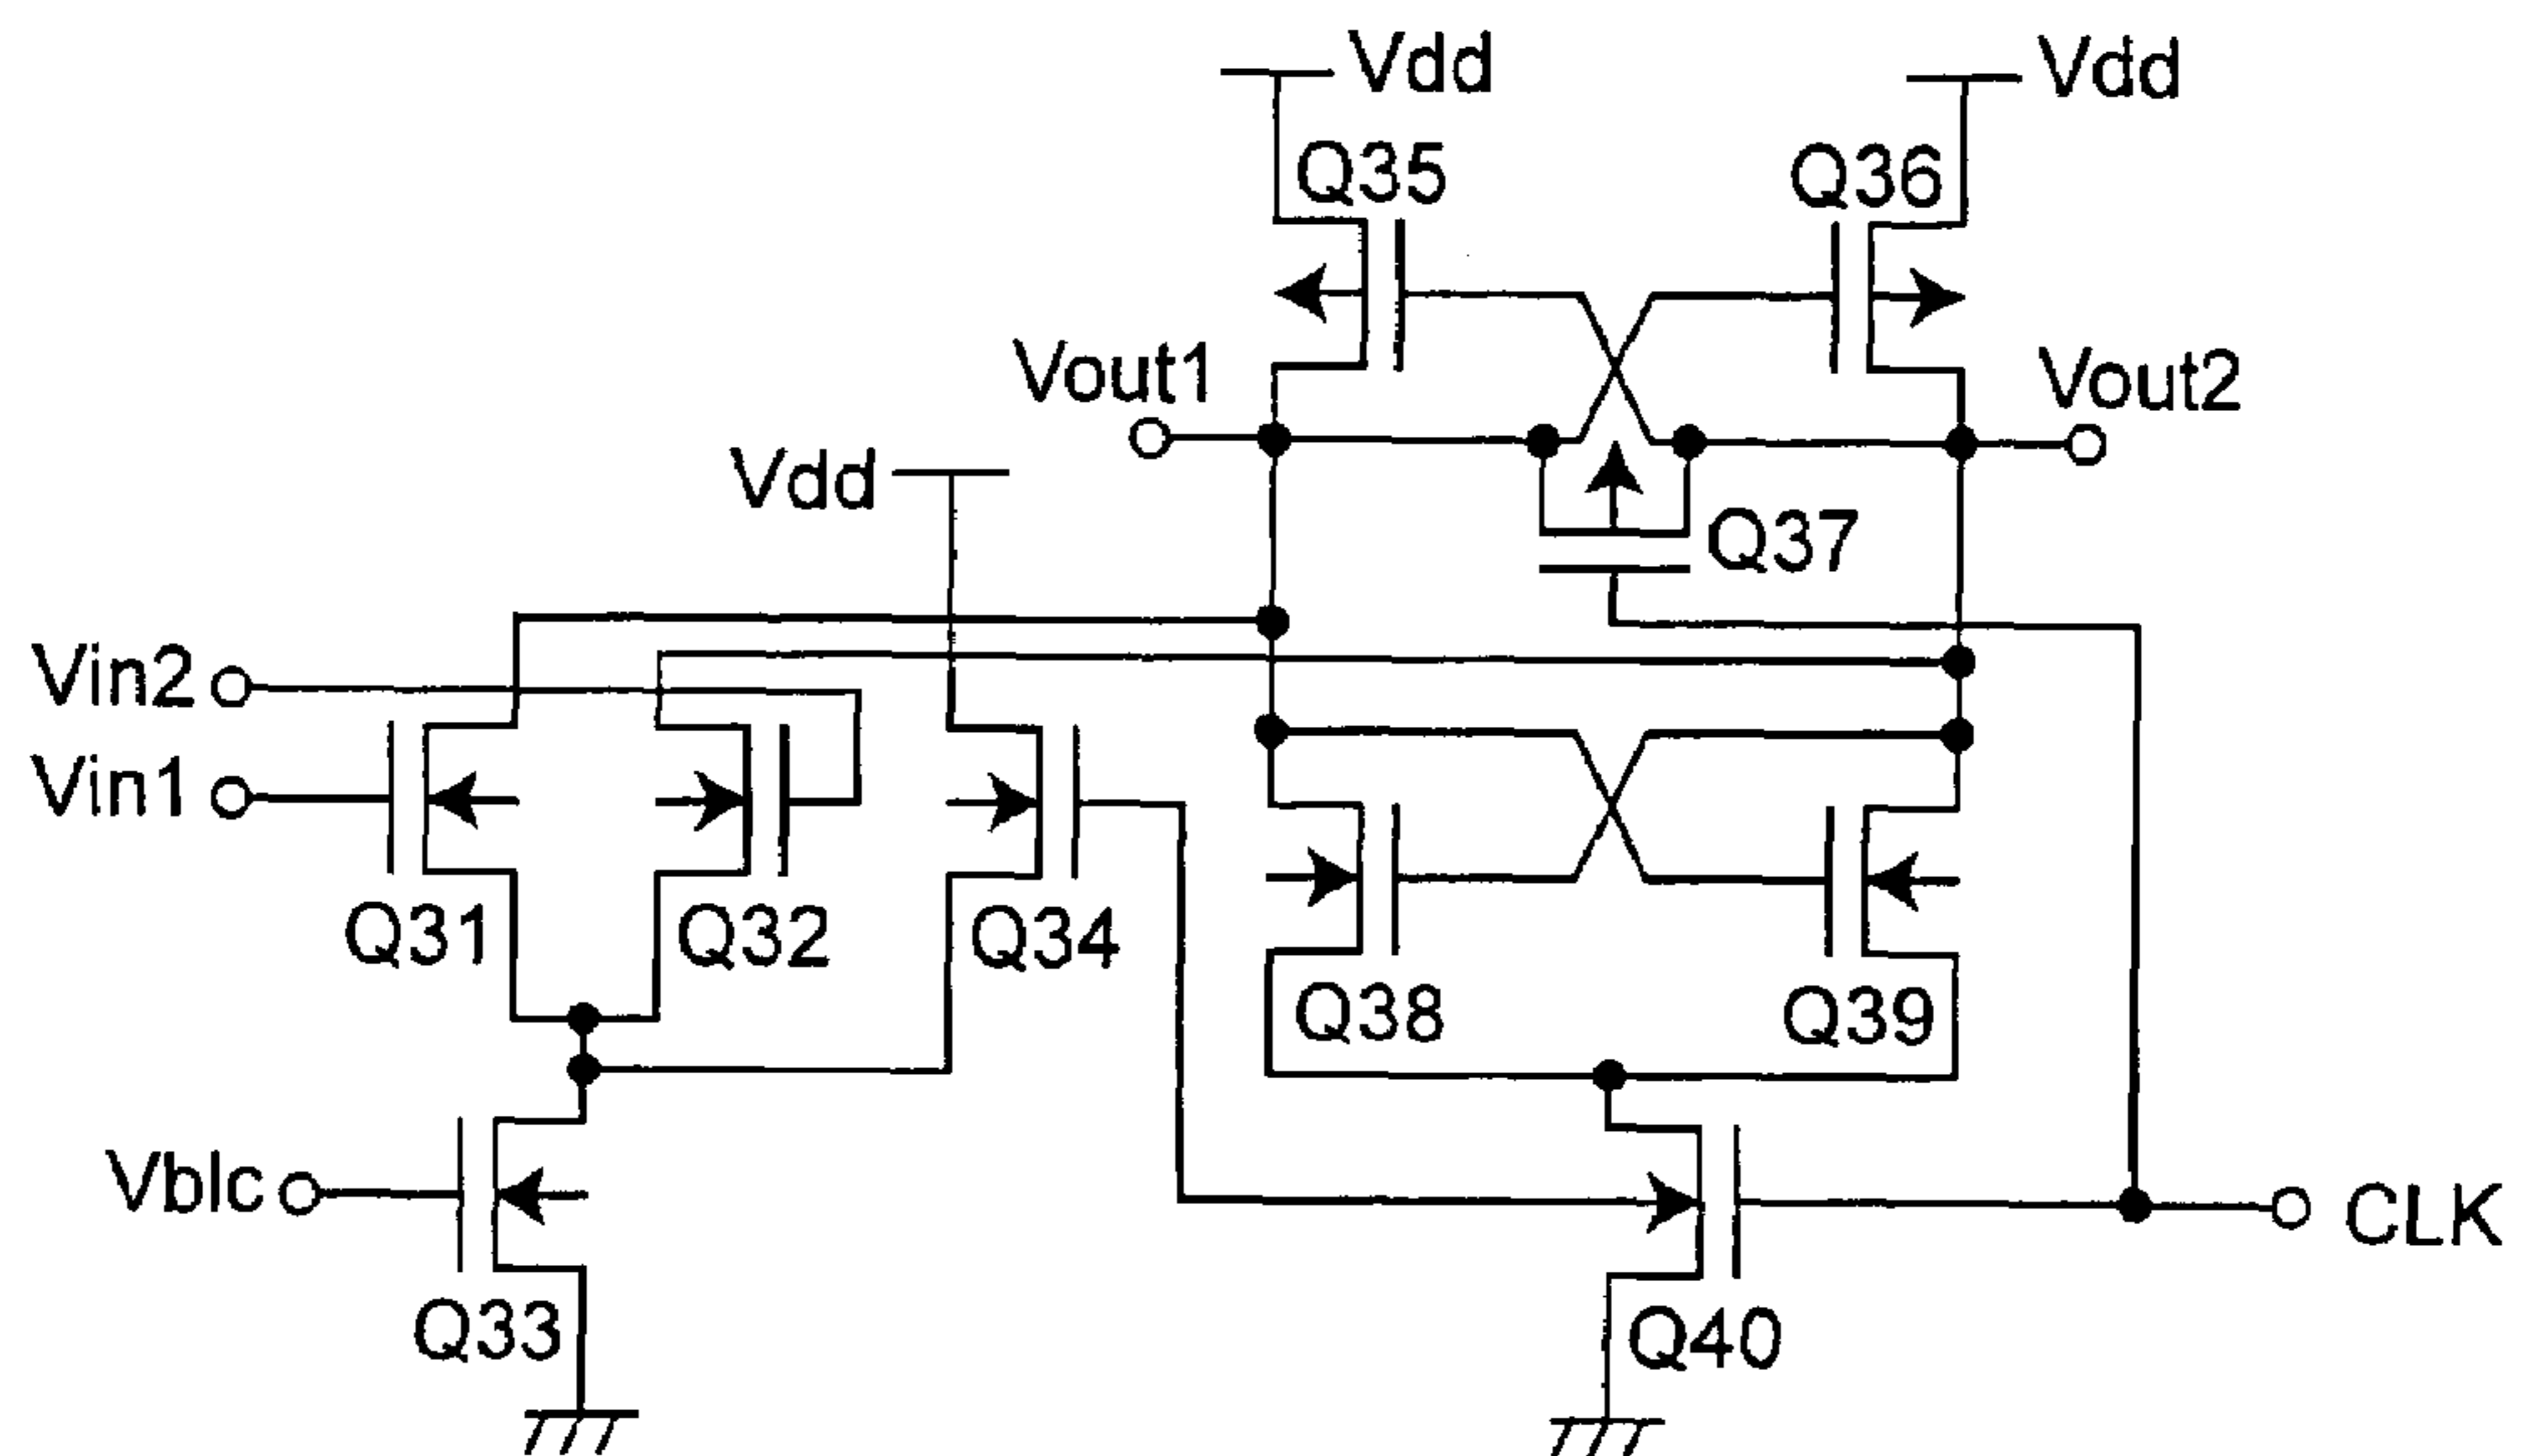 Vdd
Vdd
Q35
Q36
Vout1
Vout2
Vdd
Q37
Vin2
Vin1
Q31
Q32
Q34
Q38
Q39
Vblc
CLK
Q33
Q40